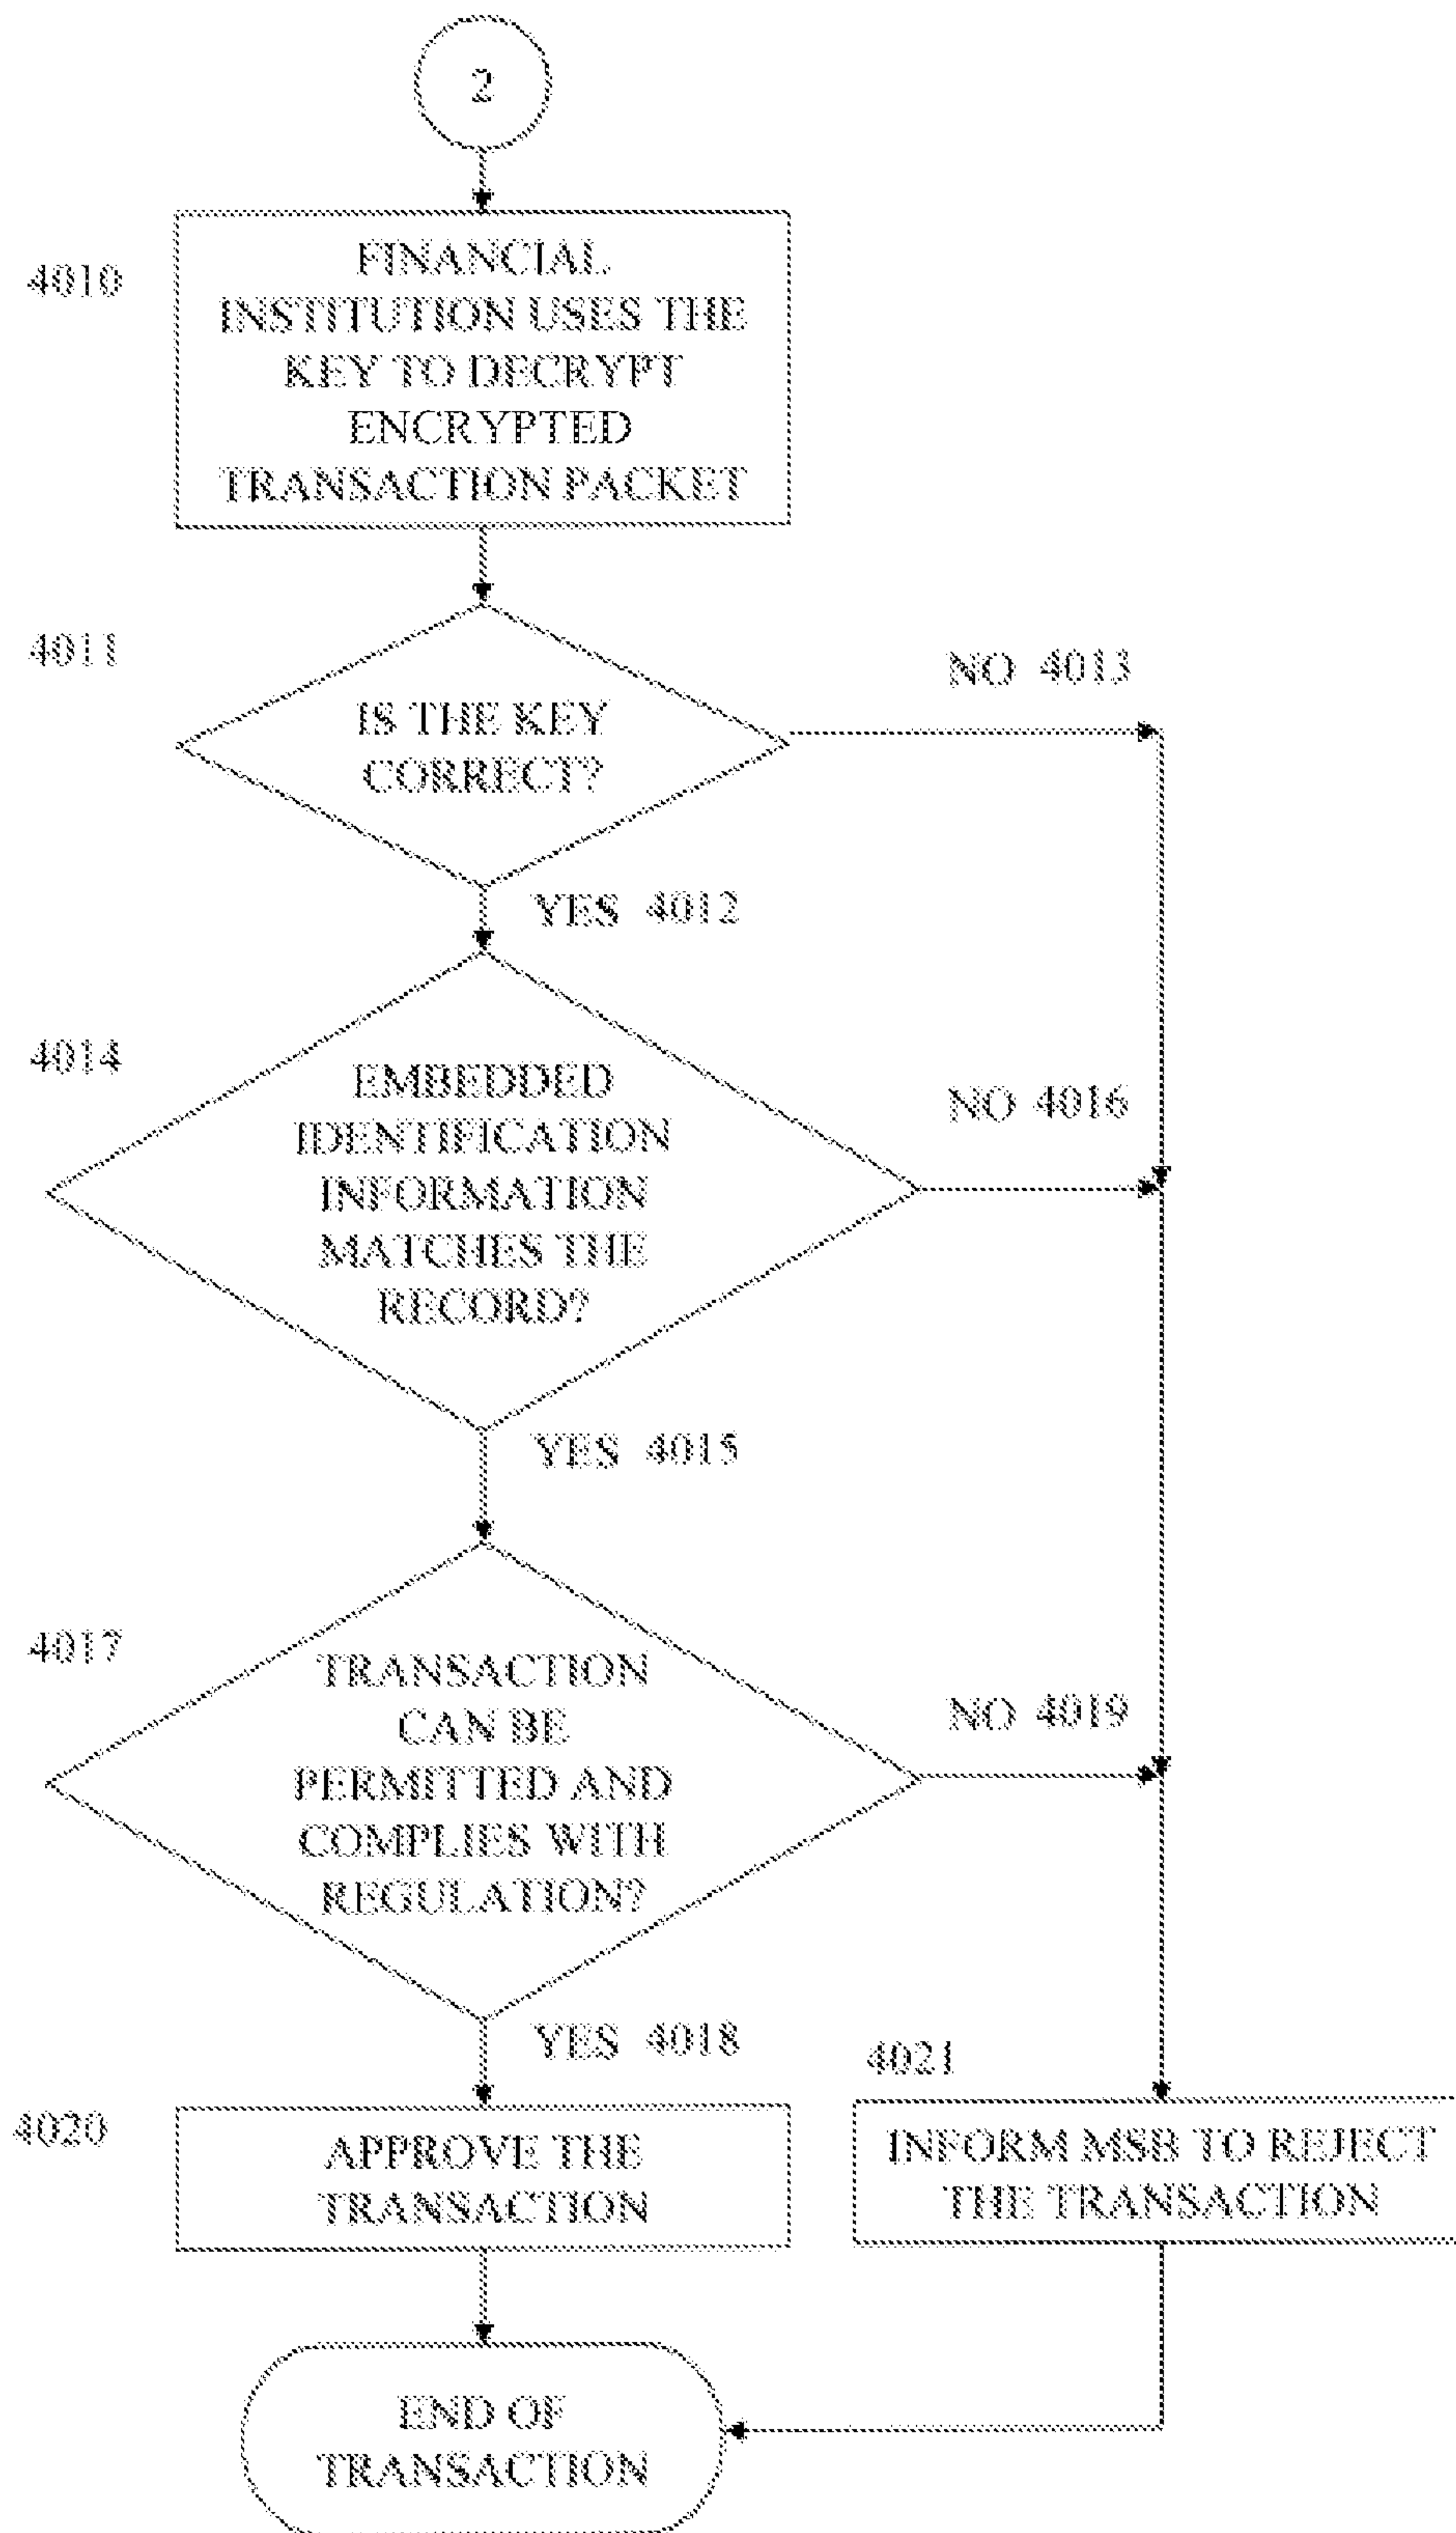 2
4010
FINANCIAL
INSTITUTION USES THE
KEY TO DECRYPT
ENCRYPTED
TRANSACTION PACKET
4011
IS THE KEY
CORRECT?
NO 4013
YES 4012
4014
EMBEDDED
IDENTIFICATION
INFORMATION
MATCHES THE
RECORD?
NO 4016
YES 4015
4017
TRANSACTION
CAN BE
PERMITTED AND
COMPLIES WITH
REGULATION?
NO 4019
YES 4018
4020
APPROVE THE
TRANSACTION
4021
INFORM MSB TO REJECT
THE TRANSACTION
END OF
TRANSACTION